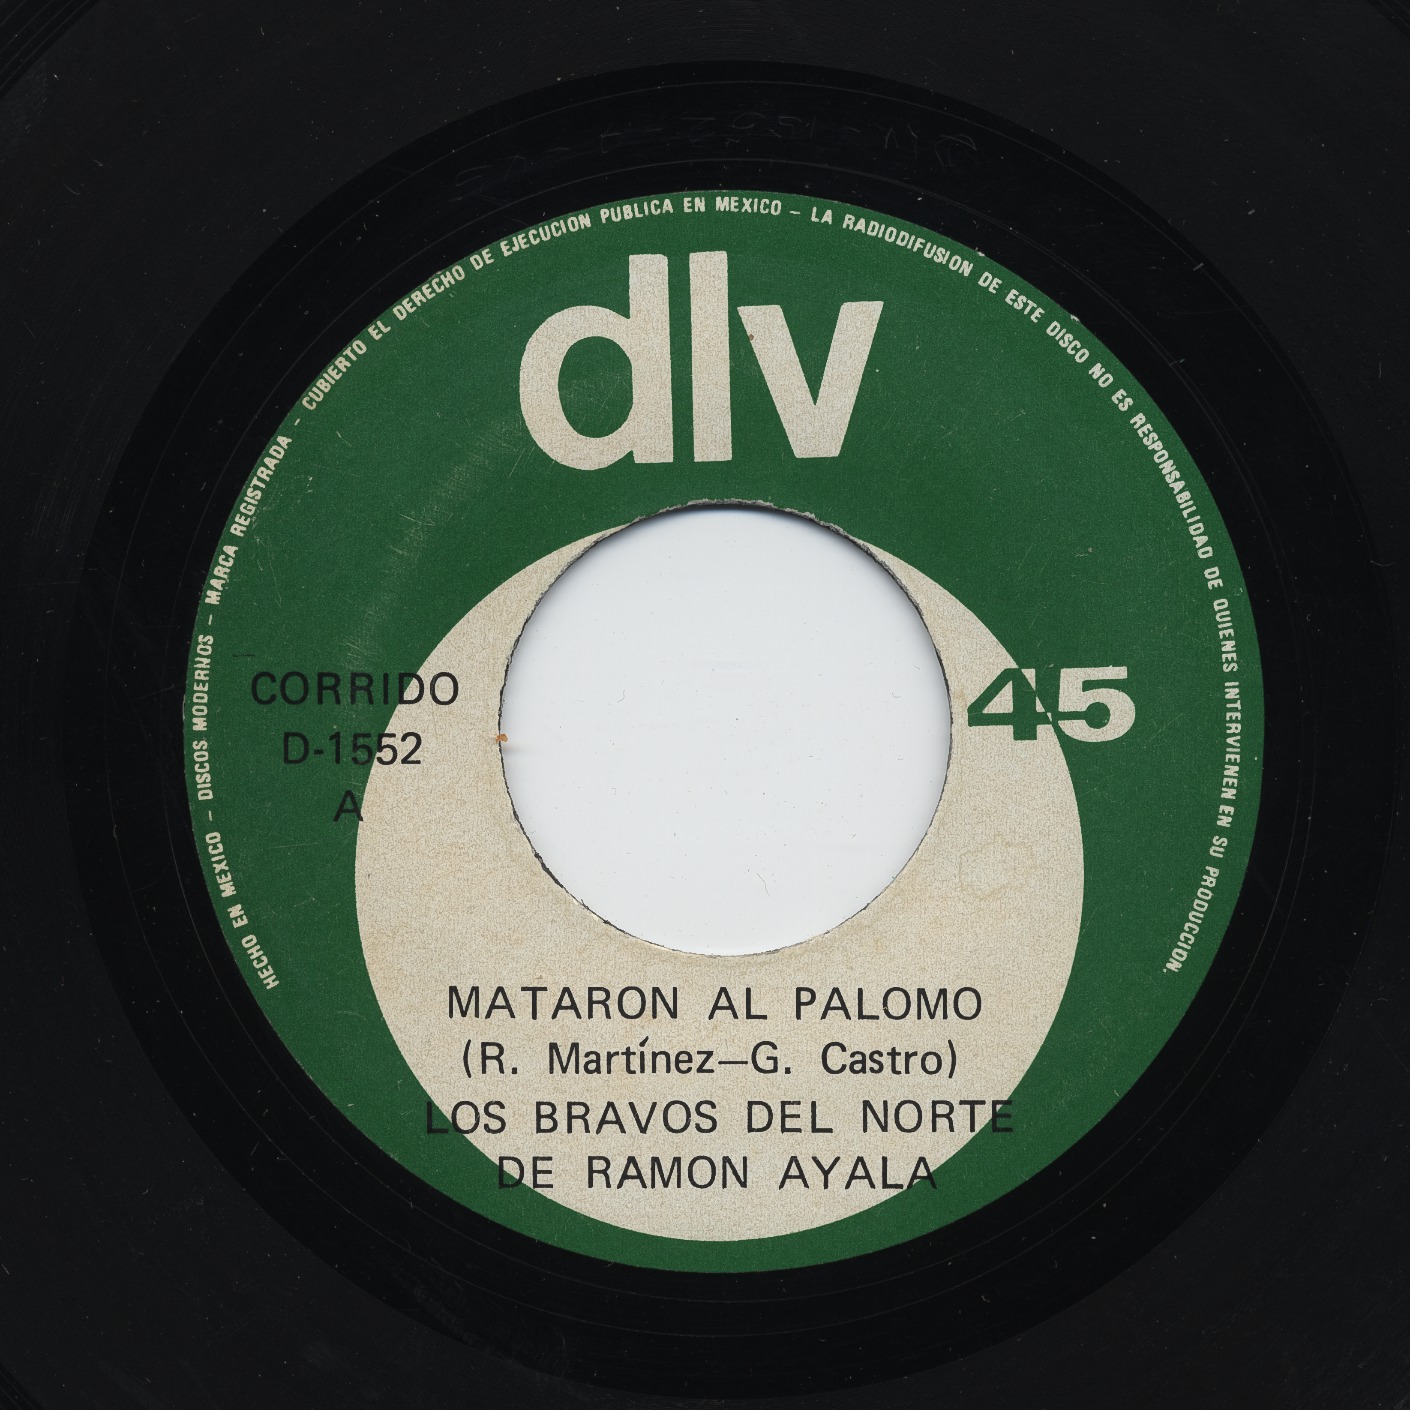 HECHO EN MEXICO - DISCOS MODERNOS - MARCA REGISTRADA - CUBIERTO EL DERECHO DE EJECUCION PUBLICA EN MEXICO - LA RADIODIFUSION DE ESTE DISCO NO ES RESPONSABILIDAD DE QUIENES INTERVIENEN EN SU PRODUCCION.
dlv
CORRIDO
D-1552
A
45
MATARON AL PALOMO
(R. Martínez—G. Castro)
LOS BRAVOS DEL NORTE
DE RAMON AYALA